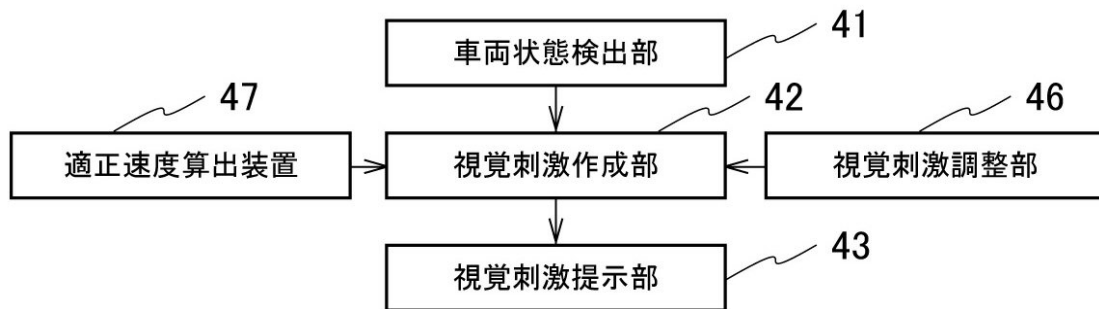 41
車両状態検出部
47
42
46
適正速度算出装置
視覚刺激作成部
視覚刺激調整部
43
視覚刺激提示部